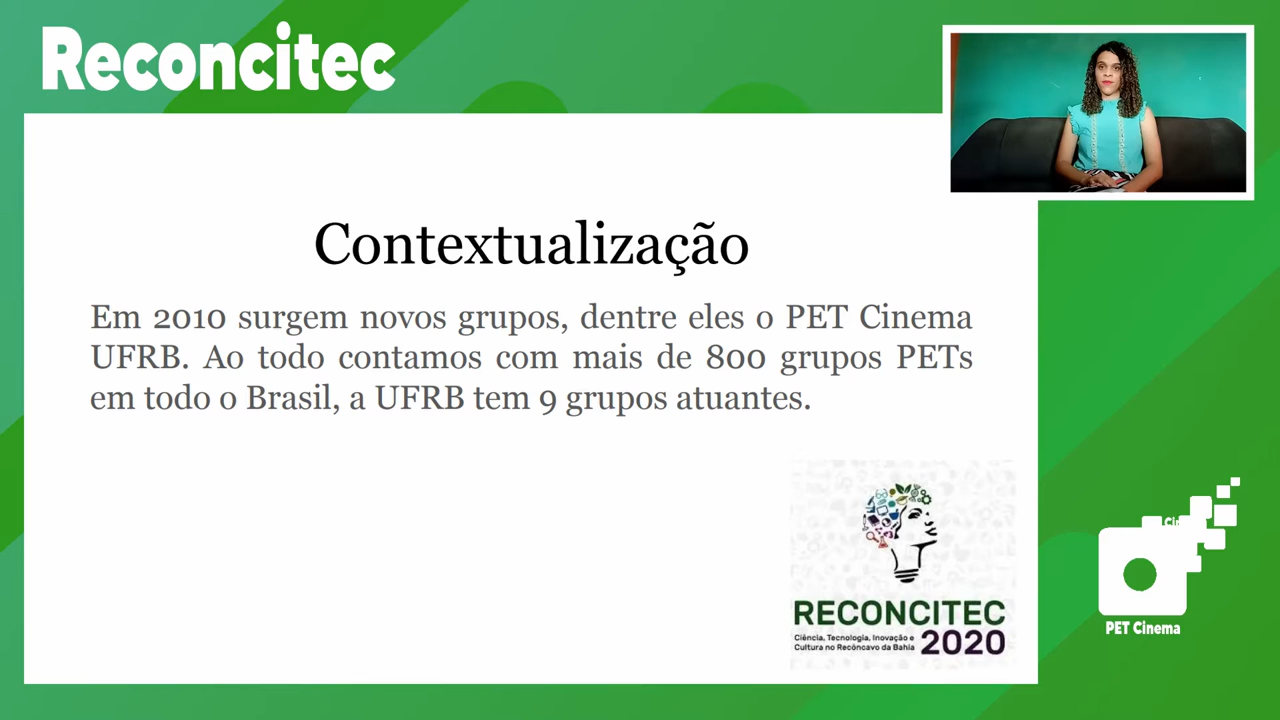 Reconcitec
Contextualização
Em 2010 surgem novos grupos, dentre eles o PET Cinema
UFRB. Ao todo contamos com mais de 800 grupos PETs
em todo o Brasil, a UFRB tem 9 grupos atuantes.
RECONCITEC
Ciência, Tecnologia, Inovação e
Cultura no Recôncavo da Bahia
2020
PET Cinema